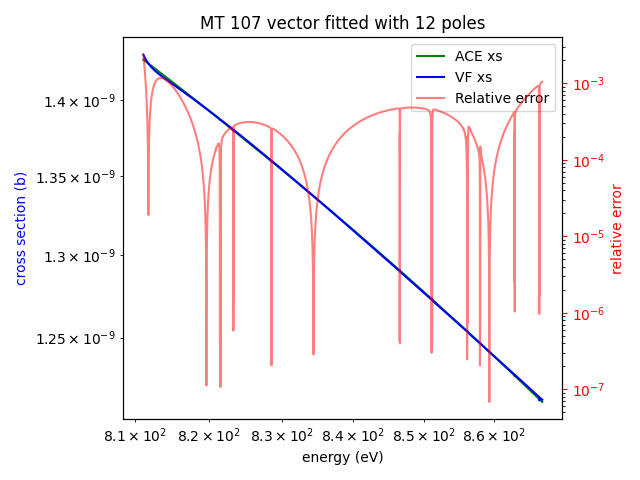 MT 107 vector fitted with 12 poles
ACE xs
VF xs
Relative error
1.4 × 10⁻⁹
1.35 × 10⁻⁹
1.3 × 10⁻⁹
1.25 × 10⁻⁹
cross section (b)
10⁻³
10⁻⁴
10⁻⁵
10⁻⁶
10⁻⁷
relative error
8.1 × 10² 8.2 × 10² 8.3 × 10² 8.4 × 10² 8.5 × 10² 8.6 × 10²
energy (eV)